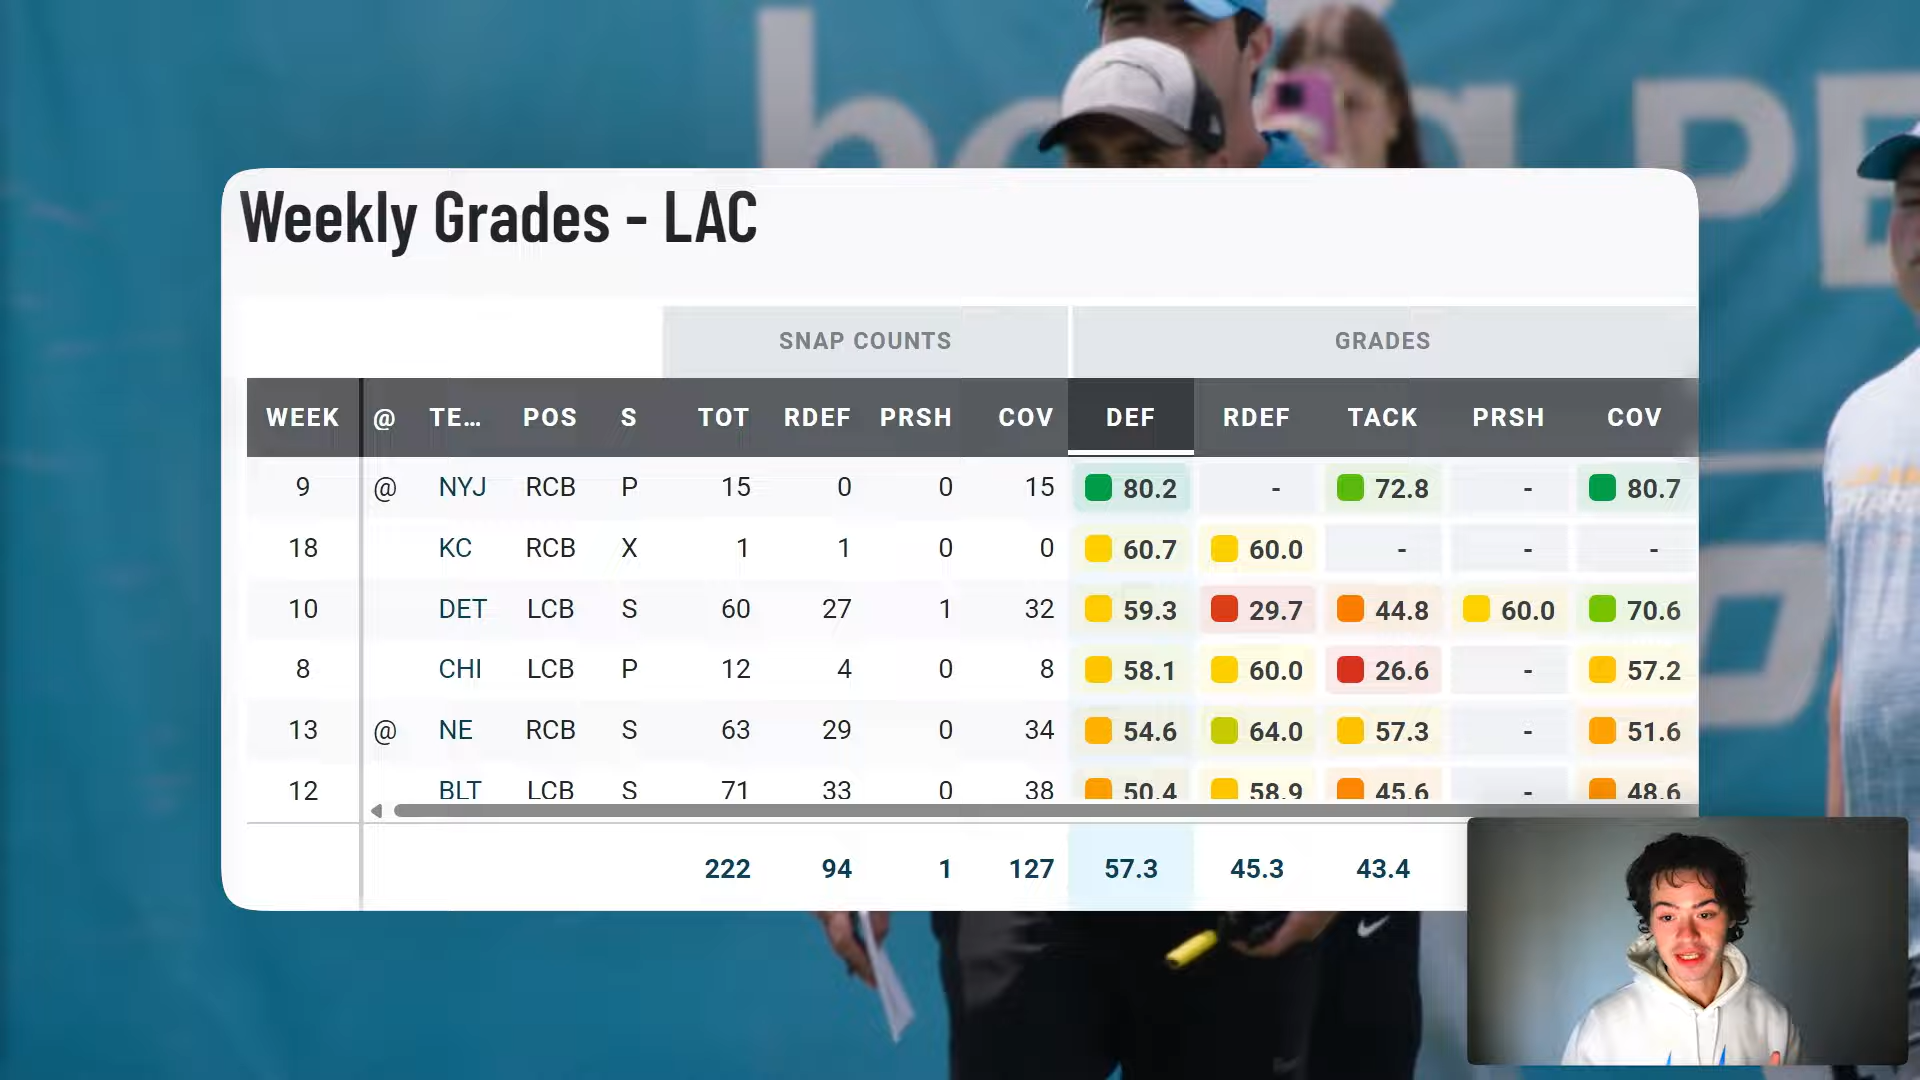 Weekly Grades - LAC
SNAP COUNTS GRADES
WEEK @ TE... POS S TOT RDEF PRSH COV DEF RDEF TACK PRSH COV
9 @ NYJ RCB P 15 0 0 15 80.2 - 72.8 - 80.7
18 KC RCB X 1 1 0 0 60.7 60.0 - - -
10 DET LCB S 60 27 1 32 59.3 29.7 44.8 60.0 70.6
8 CHI LCB P 12 4 0 8 58.1 60.0 26.6 - 57.2
13 @ NE RCB S 63 29 0 34 54.6 64.0 57.3 - 51.6
12 BLT LCB S 71 33 0 38 50.4 58.9 45.6 - 48.6
222 94 1 127 57.3 45.3 43.4